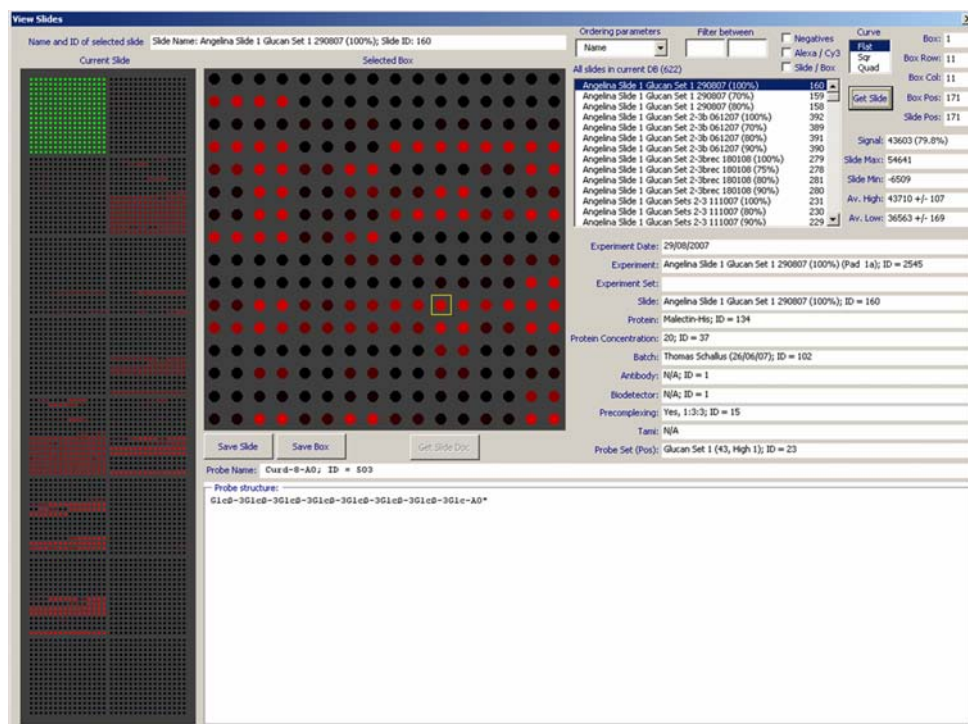 View Slides
Name and ID of selected slide
Slide Name: Angelina Slide 1 Glucan Set 1 290807 (100%); Slide ID: 160
Current Slide
Selected Box
Ordering parameters
Name
Filter between
Negatives
Alexa / Cy3
Slide / Box
Curve
Flat
Sqr
Quad
Get Slide
Box: 1
Box Row: 11
Box Col: 11
Box Pos: 171
Slide Pos: 171
All slides in current DB (622)
Angelina Slide 1 Glucan Set 1 290807 (100%) 160
Angelina Slide 1 Glucan Set 1 290807 (70%) 159
Angelina Slide 1 Glucan Set 1 290807 (80%) 158
Angelina Slide 1 Glucan Set 2-3b 061207 (100%) 392
Angelina Slide 1 Glucan Set 2-3b 061207 (70%) 389
Angelina Slide 1 Glucan Set 2-3b 061207 (80%) 391
Angelina Slide 1 Glucan Set 2-3b 061207 (90%) 390
Angelina Slide 1 Glucan Set 2-3brec 180108 (100%) 279
Angelina Slide 1 Glucan Set 2-3brec 180108 (75%) 278
Angelina Slide 1 Glucan Set 2-3brec 180108 (80%) 281
Angelina Slide 1 Glucan Set 2-3brec 180108 (90%) 280
Angelina Slide 1 Glucan Sets 2-3 111007 (100%) 231
Angelina Slide 1 Glucan Sets 2-3 111007 (80%) 230
Angelina Slide 1 Glucan Sets 2-3 111007 (90%) 229
Signal: 43603 (79.8%)
Slide Max: 54641
Slide Min: -6509
Av. High: 43710 +/- 107
Av. Low: 36563 +/- 169
Experiment Date: 29/08/2007
Experiment: Angelina Slide 1 Glucan Set 1 290807 (100%) (Pad 1a); ID = 2545
Experiment Set:
Slide: Angelina Slide 1 Glucan Set 1 290807 (100%); ID = 160
Protein: Malectin-His; ID = 134
Protein Concentration: 20; ID = 37
Batch: Thomas Schallus (26/06/07); ID = 102
Antibody: N/A; ID = 1
Biodetector: N/A; ID = 1
Precomplexing: Yes, 1:3:3; ID = 15
Tami: N/A
Probe Set (Pos): Glucan Set 1 (43, High 1); ID = 23
Save Slide
Save Box
Get Slide Doc
Probe Name: Curd-8-AO; ID = 503
Probe structure:
Glcß-3Glcß-3Glcß-3Glcß-3Glcß-3Glcß-3Glcß-3Glc-AO*